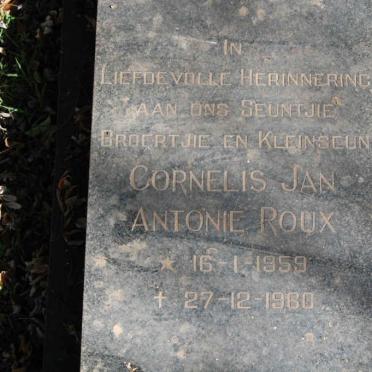 In
Liefdevolle Herinnering
aan ons Seuntjie
Broertjie en Kleinseun
Cornelis Jan
Antonie Roux
★ 16-1-1959
✝ 27-12-1960